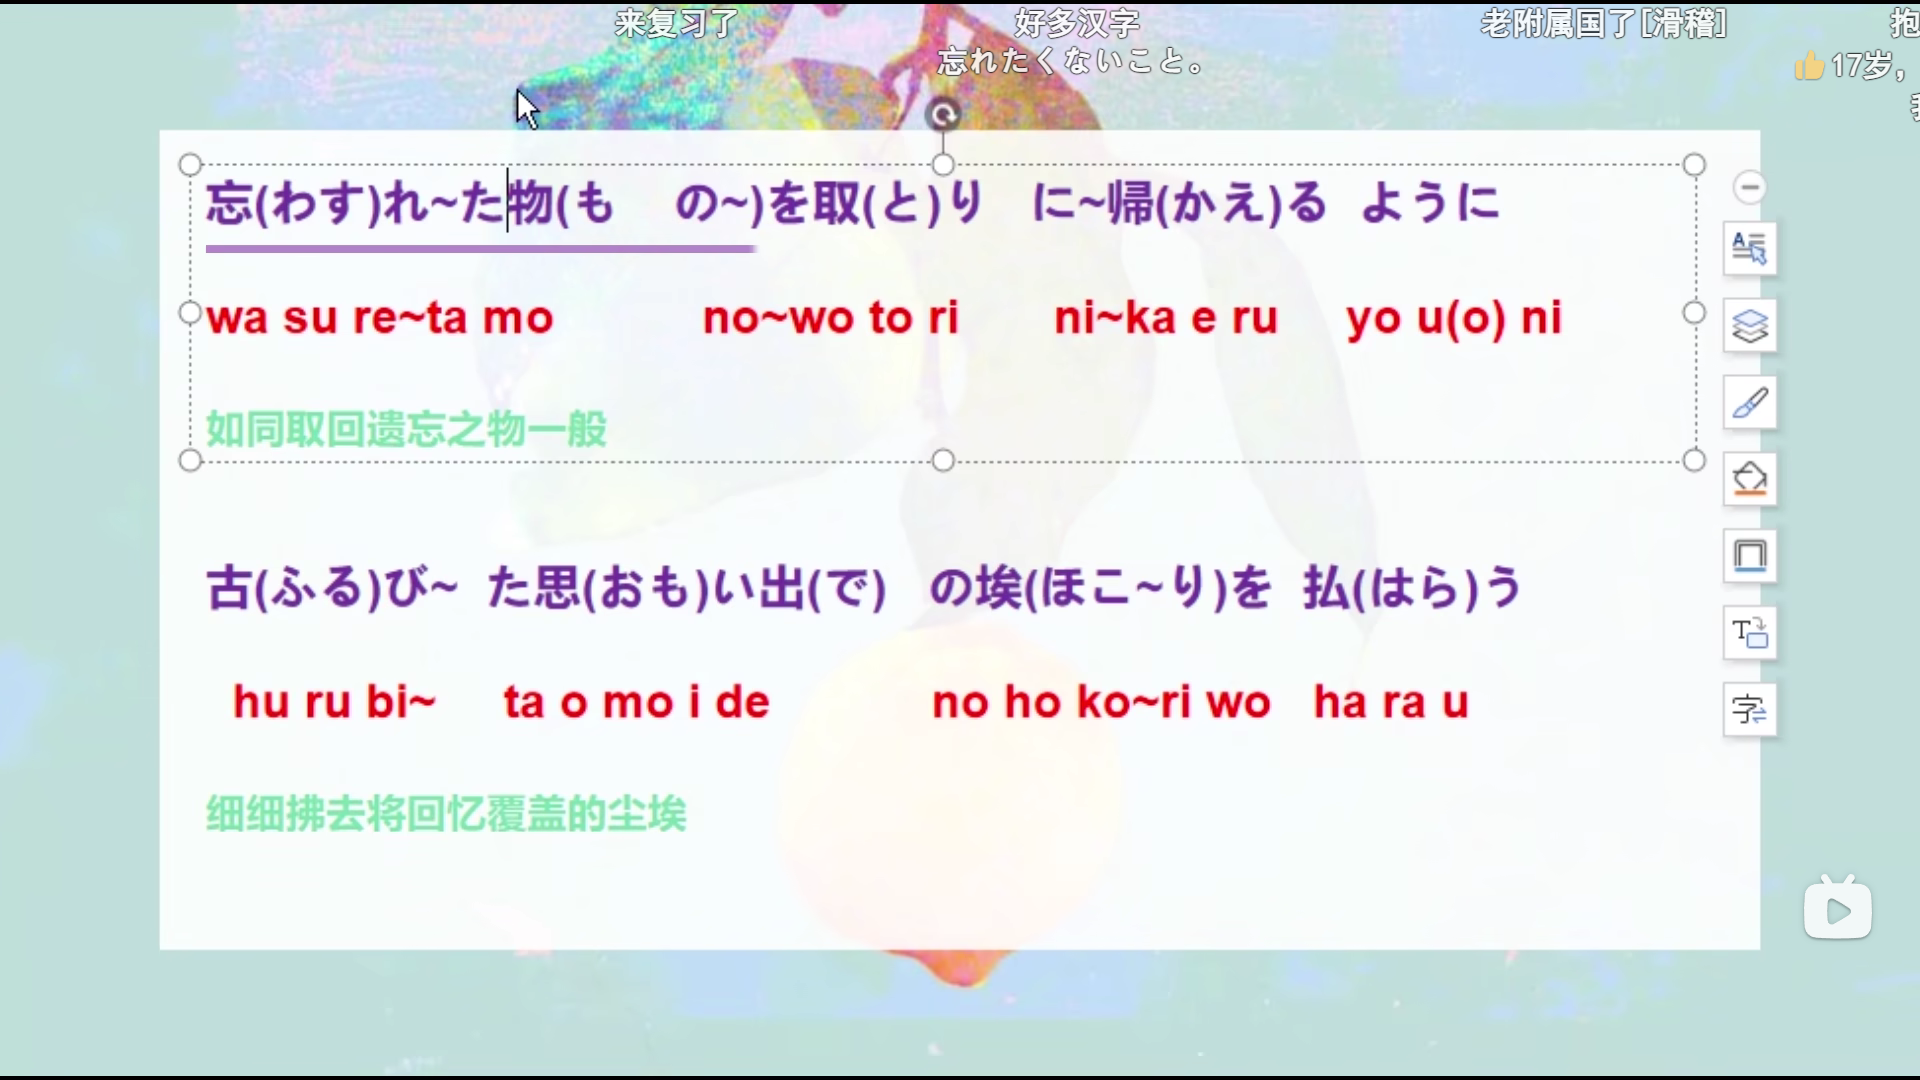 来复习了
好多汉字
老附属国了[滑稽]
抱
忘れたくないこと。
17岁，
忘(わす)れ~た物(も の~)を取(と)り に~帰(かえ)る ように
wa su re~ta mo no~wo to ri ni~ka e ru yo u(o) ni
如同取回遗忘之物一般
古(ふる)び~ た思(おも)い出(で) の埃(ほこ~り)を 払(はら)う
hu ru bi~ ta o mo i de no ho ko~ri wo ha ra u
细细拂去将回忆覆盖的尘埃